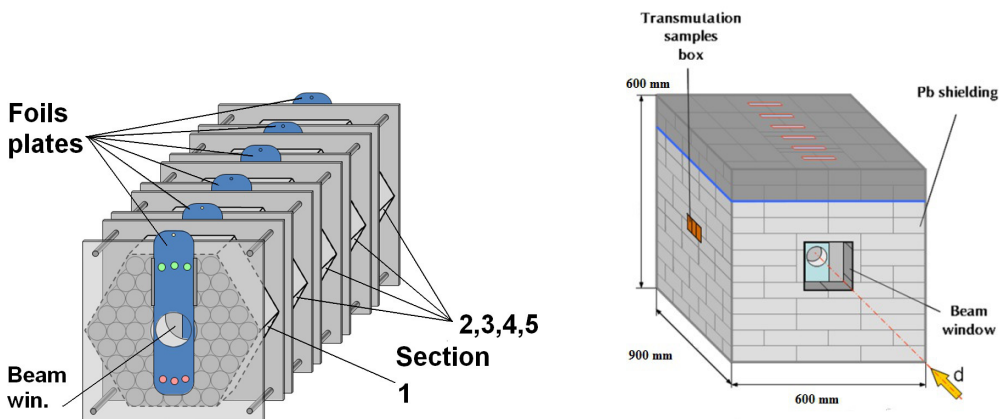 Foils
plates
Beam
win.
2,3,4,5
Section
1
Transmutation
samples
box
600 mm
Pb shielding
Beam
window
900 mm
600 mm
d